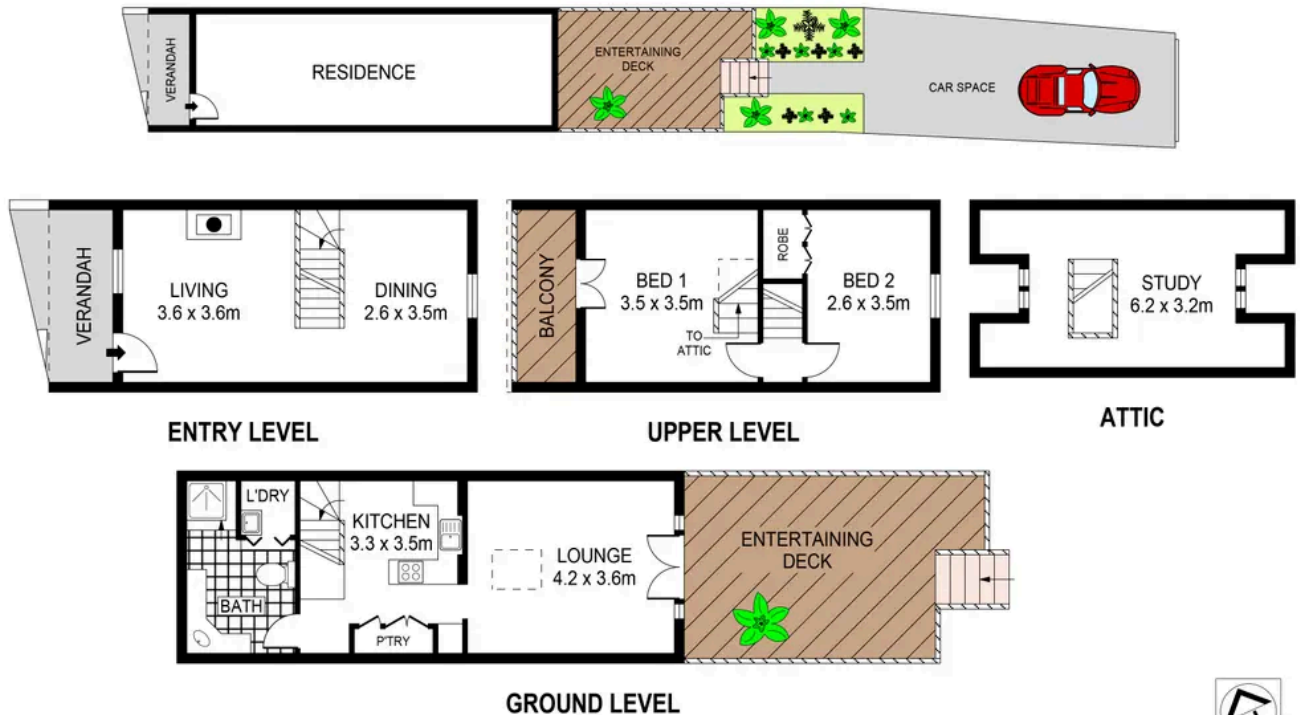 VERANDAH
RESIDENCE
ENTERTAINING
DECK
CAR SPACE
VERANDAH
LIVING
3.6 x 3.6m
DINING
2.6 x 3.5m
ENTRY LEVEL
BALCONY
BED 1
3.5 x 3.5m
TO
ATTIC
ROBE
BED 2
2.6 x 3.5m
UPPER LEVEL
STUDY
6.2 x 3.2m
ATTIC
L'DRY
BATH
KITCHEN
3.3 x 3.5m
P'TRY
LOUNGE
4.2 x 3.6m
ENTERTAINING
DECK
GROUND LEVEL